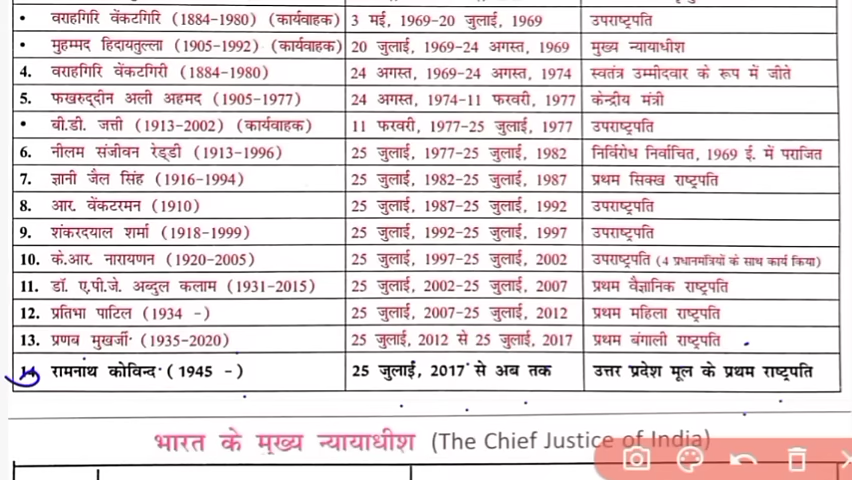 • वराहगिरि वेंकटगिरि (1884-1980) (कार्यवाहक) 3 मई, 1969-20 जुलाई, 1969 उपराष्ट्रपति
• मुहम्मद हिदायतुल्ला (1905-1992) (कार्यवाहक) 20 जुलाई, 1969-24 अगस्त, 1969 मुख्य न्यायाधीश
4. वराहगिरि वेंकटगिरी (1884-1980) 24 अगस्त, 1969-24 अगस्त, 1974 स्वतंत्र उम्मीदवार के रूप में जीते
5. फखरुद्दीन अली अहमद (1905-1977) 24 अगस्त, 1974-11 फरवरी, 1977 केन्द्रीय मंत्री
• बी.डी. जत्ती (1913-2002) (कार्यवाहक) 11 फरवरी, 1977-25 जुलाई, 1977 उपराष्ट्रपति
6. नीलम संजीवन रेड्डी (1913-1996) 25 जुलाई, 1977-25 जुलाई, 1982 निर्विरोध निर्वाचित, 1969 ई. में पराजित
7. ज्ञानी जैल सिंह (1916-1994) 25 जुलाई, 1982-25 जुलाई, 1987 प्रथम सिक्ख राष्ट्रपति
8. आर. वेंकटरमन (1910) 25 जुलाई, 1987-25 जुलाई, 1992 उपराष्ट्रपति
9. शंकरदयाल शर्मा (1918-1999) 25 जुलाई, 1992-25 जुलाई, 1997 उपराष्ट्रपति
10. के.आर. नारायणन (1920-2005) 25 जुलाई, 1997-25 जुलाई, 2002 उपराष्ट्रपति (4 प्रधानमंत्रियों के साथ कार्य किया)
11. डॉ. ए.पी.जे. अब्दुल कलाम (1931-2015) 25 जुलाई, 2002-25 जुलाई, 2007 प्रथम वैज्ञानिक राष्ट्रपति
12. प्रतिभा पाटिल (1934 -) 25 जुलाई, 2007-25 जुलाई, 2012 प्रथम महिला राष्ट्रपति
13. प्रणब मुखर्जी (1935-2020) 25 जुलाई, 2012 से 25 जुलाई, 2017 प्रथम बंगाली राष्ट्रपति
14. रामनाथ कोविन्द (1945 -) 25 जुलाई, 2017 से अब तक उत्तर प्रदेश मूल के प्रथम राष्ट्रपति
भारत के मुख्य न्यायाधीश (The Chief Justice of India)